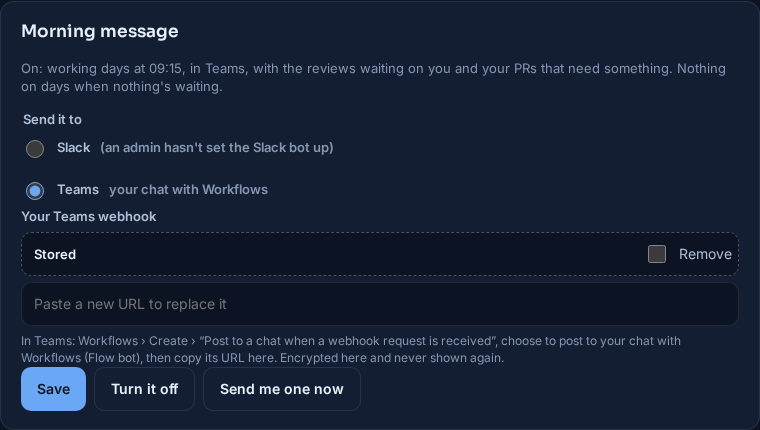 Morning message
On: working days at 09:15, in Teams, with the reviews waiting on you and your PRs that need something. Nothing
on days when nothing's waiting.
Send it to
Slack (an admin hasn't set the Slack bot up)
Teams your chat with Workflows
Your Teams webhook
Stored Remove
Paste a new URL to replace it
In Teams: Workflows › Create › “Post to a chat when a webhook request is received”, choose to post to your chat with
Workflows (Flow bot), then copy its URL here. Encrypted here and never shown again.
Save Turn it off Send me one now